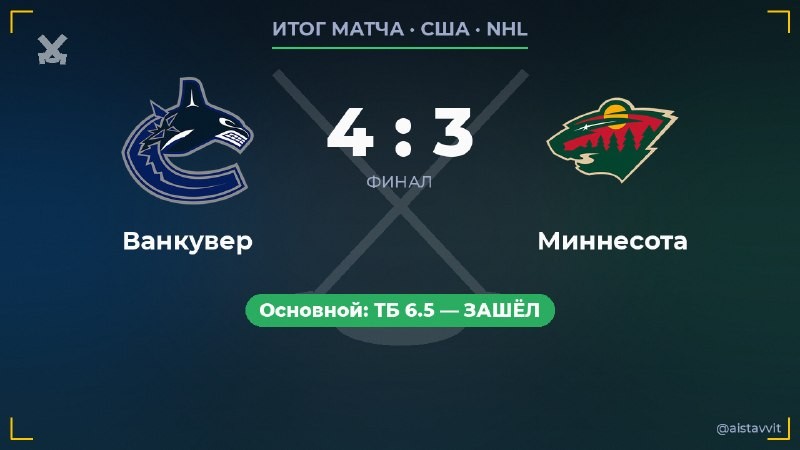 ИТОГ МАТЧА · США · NHL
4 : 3
ФИНАЛ
Ванкувер
Миннесота
Основной: ТБ 6.5 — ЗАШЁЛ
@aistavvit